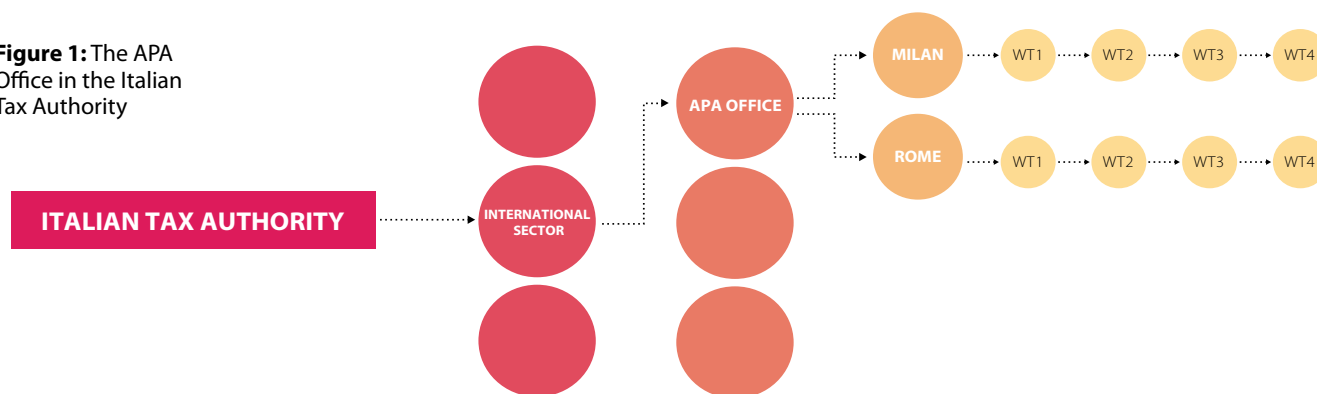 Figure 1: The APA
Office in the Italian
Tax Authority
ITALIAN TAX AUTHORITY
INTERNATIONAL
SECTOR
APA OFFICE
MILAN
WT1
WT2
WT3
WT4
ROME
WT1
WT2
WT3
WT4